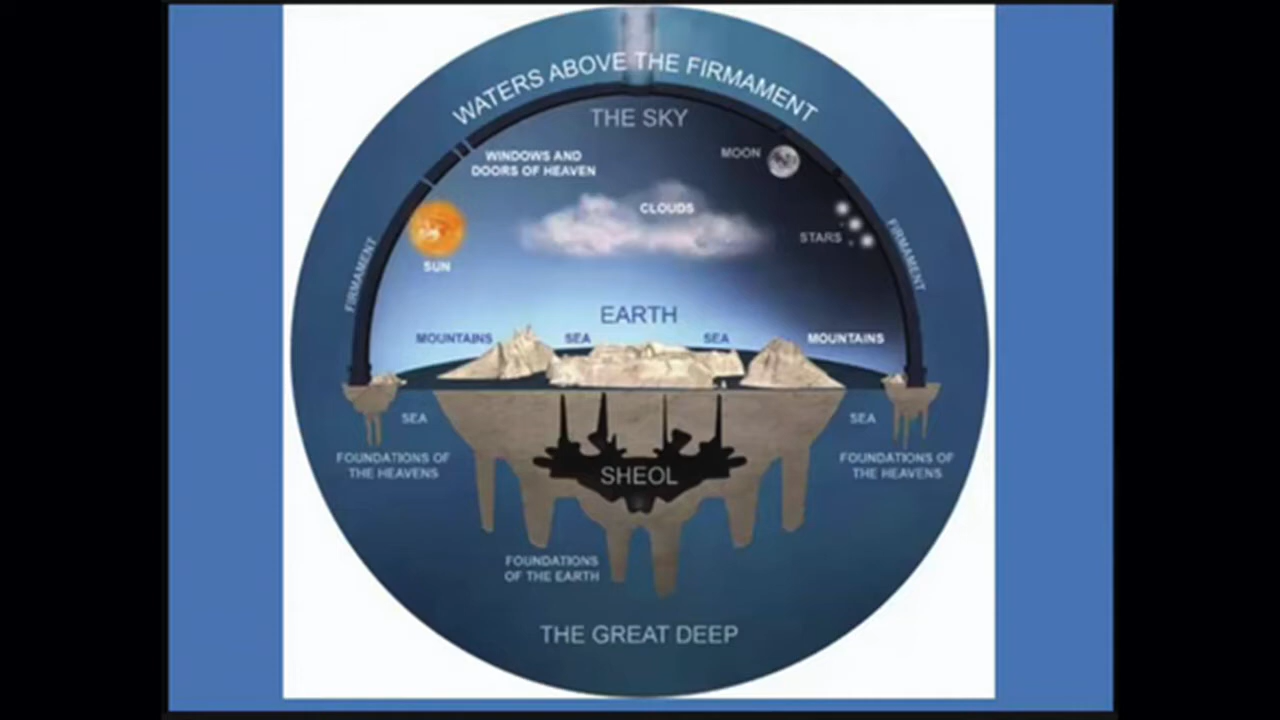 WATERS ABOVE THE FIRMAMENT
THE SKY
WINDOWS AND
DOORS OF HEAVEN
MOON
CLOUDS
STARS
SUN
FIRMAMENT
FIRMAMENT
EARTH
MOUNTAINS
SEA
SEA
MOUNTAINS
SEA
SEA
FOUNDATIONS OF
THE HEAVENS
FOUNDATIONS OF
THE HEAVENS
SHEOL
FOUNDATIONS
OF THE EARTH
THE GREAT DEEP